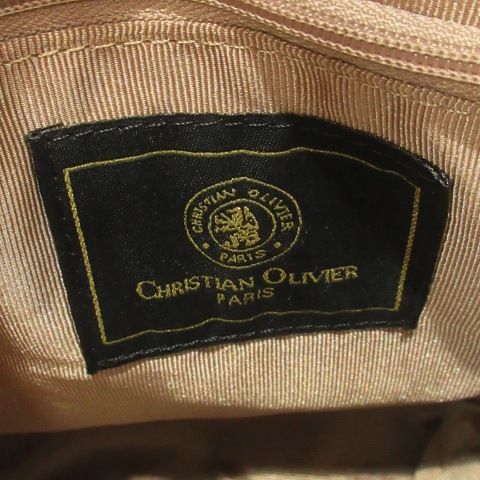 CHRISTIAN OLIVIER
• PARIS •
CHRISTIAN OLIVIER
PARIS